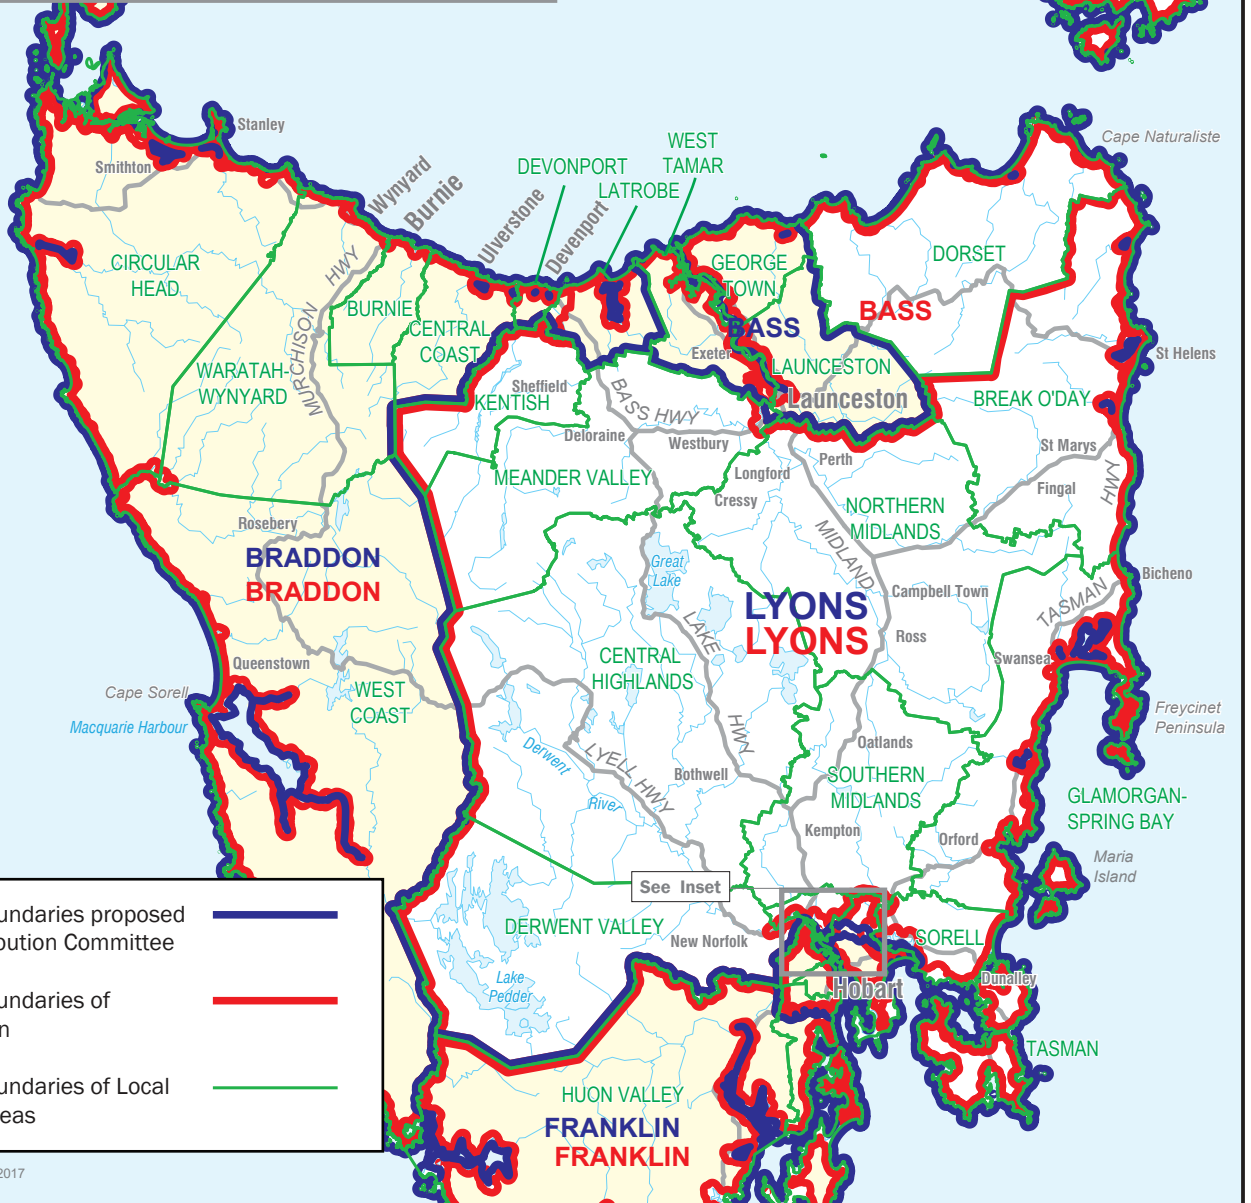 Cape Naturaliste
Stanley
Smithton
WEST
TAMAR
DEVONPORT
LATROBE
Wynyard
Burnie
Ulverstone
Devenport
CIRCULAR
HEAD
HWY
MURCHISON
BURNIE
CENTRAL
COAST
WARATAH-
WYNYARD
GEORGE
TOWN
DORSET
BASS
BASS
Exeter
LAUNCESTON
Launceston
St Helens
BREAK O'DAY
Sheffield
KENTISH
BASS HWY
Deloraine
Westbury
MEANDER VALLEY
Longford
Cressy
Perth
St Marys
Fingal
HWY
NORTHERN
MIDLANDS
MIDLAND
Rosebery
BRADDON
BRADDON
Great
Lake
LAKE
HWY
LYONS
LYONS
Campbell Town
Ross
Bicheno
TASMAN
Swansea
Queenstown
Cape Sorell
Macquarie Harbour
WEST
COAST
CENTRAL
HIGHLANDS
Freycinet
Peninsula
Derwent
River
LYELL HWY
Bothwell
Oatlands
SOUTHERN
MIDLANDS
Kempton
GLAMORGAN-
SPRING BAY
Orford
Maria
Island
See Inset
DERWENT VALLEY
New Norfolk
SORELL
Lake
Pedder
Hobart
Dunalley
TASMAN
HUON VALLEY
FRANKLIN
FRANKLIN
undaries proposed
oution Committee
undaries of
n
undaries of Local
eas
2017